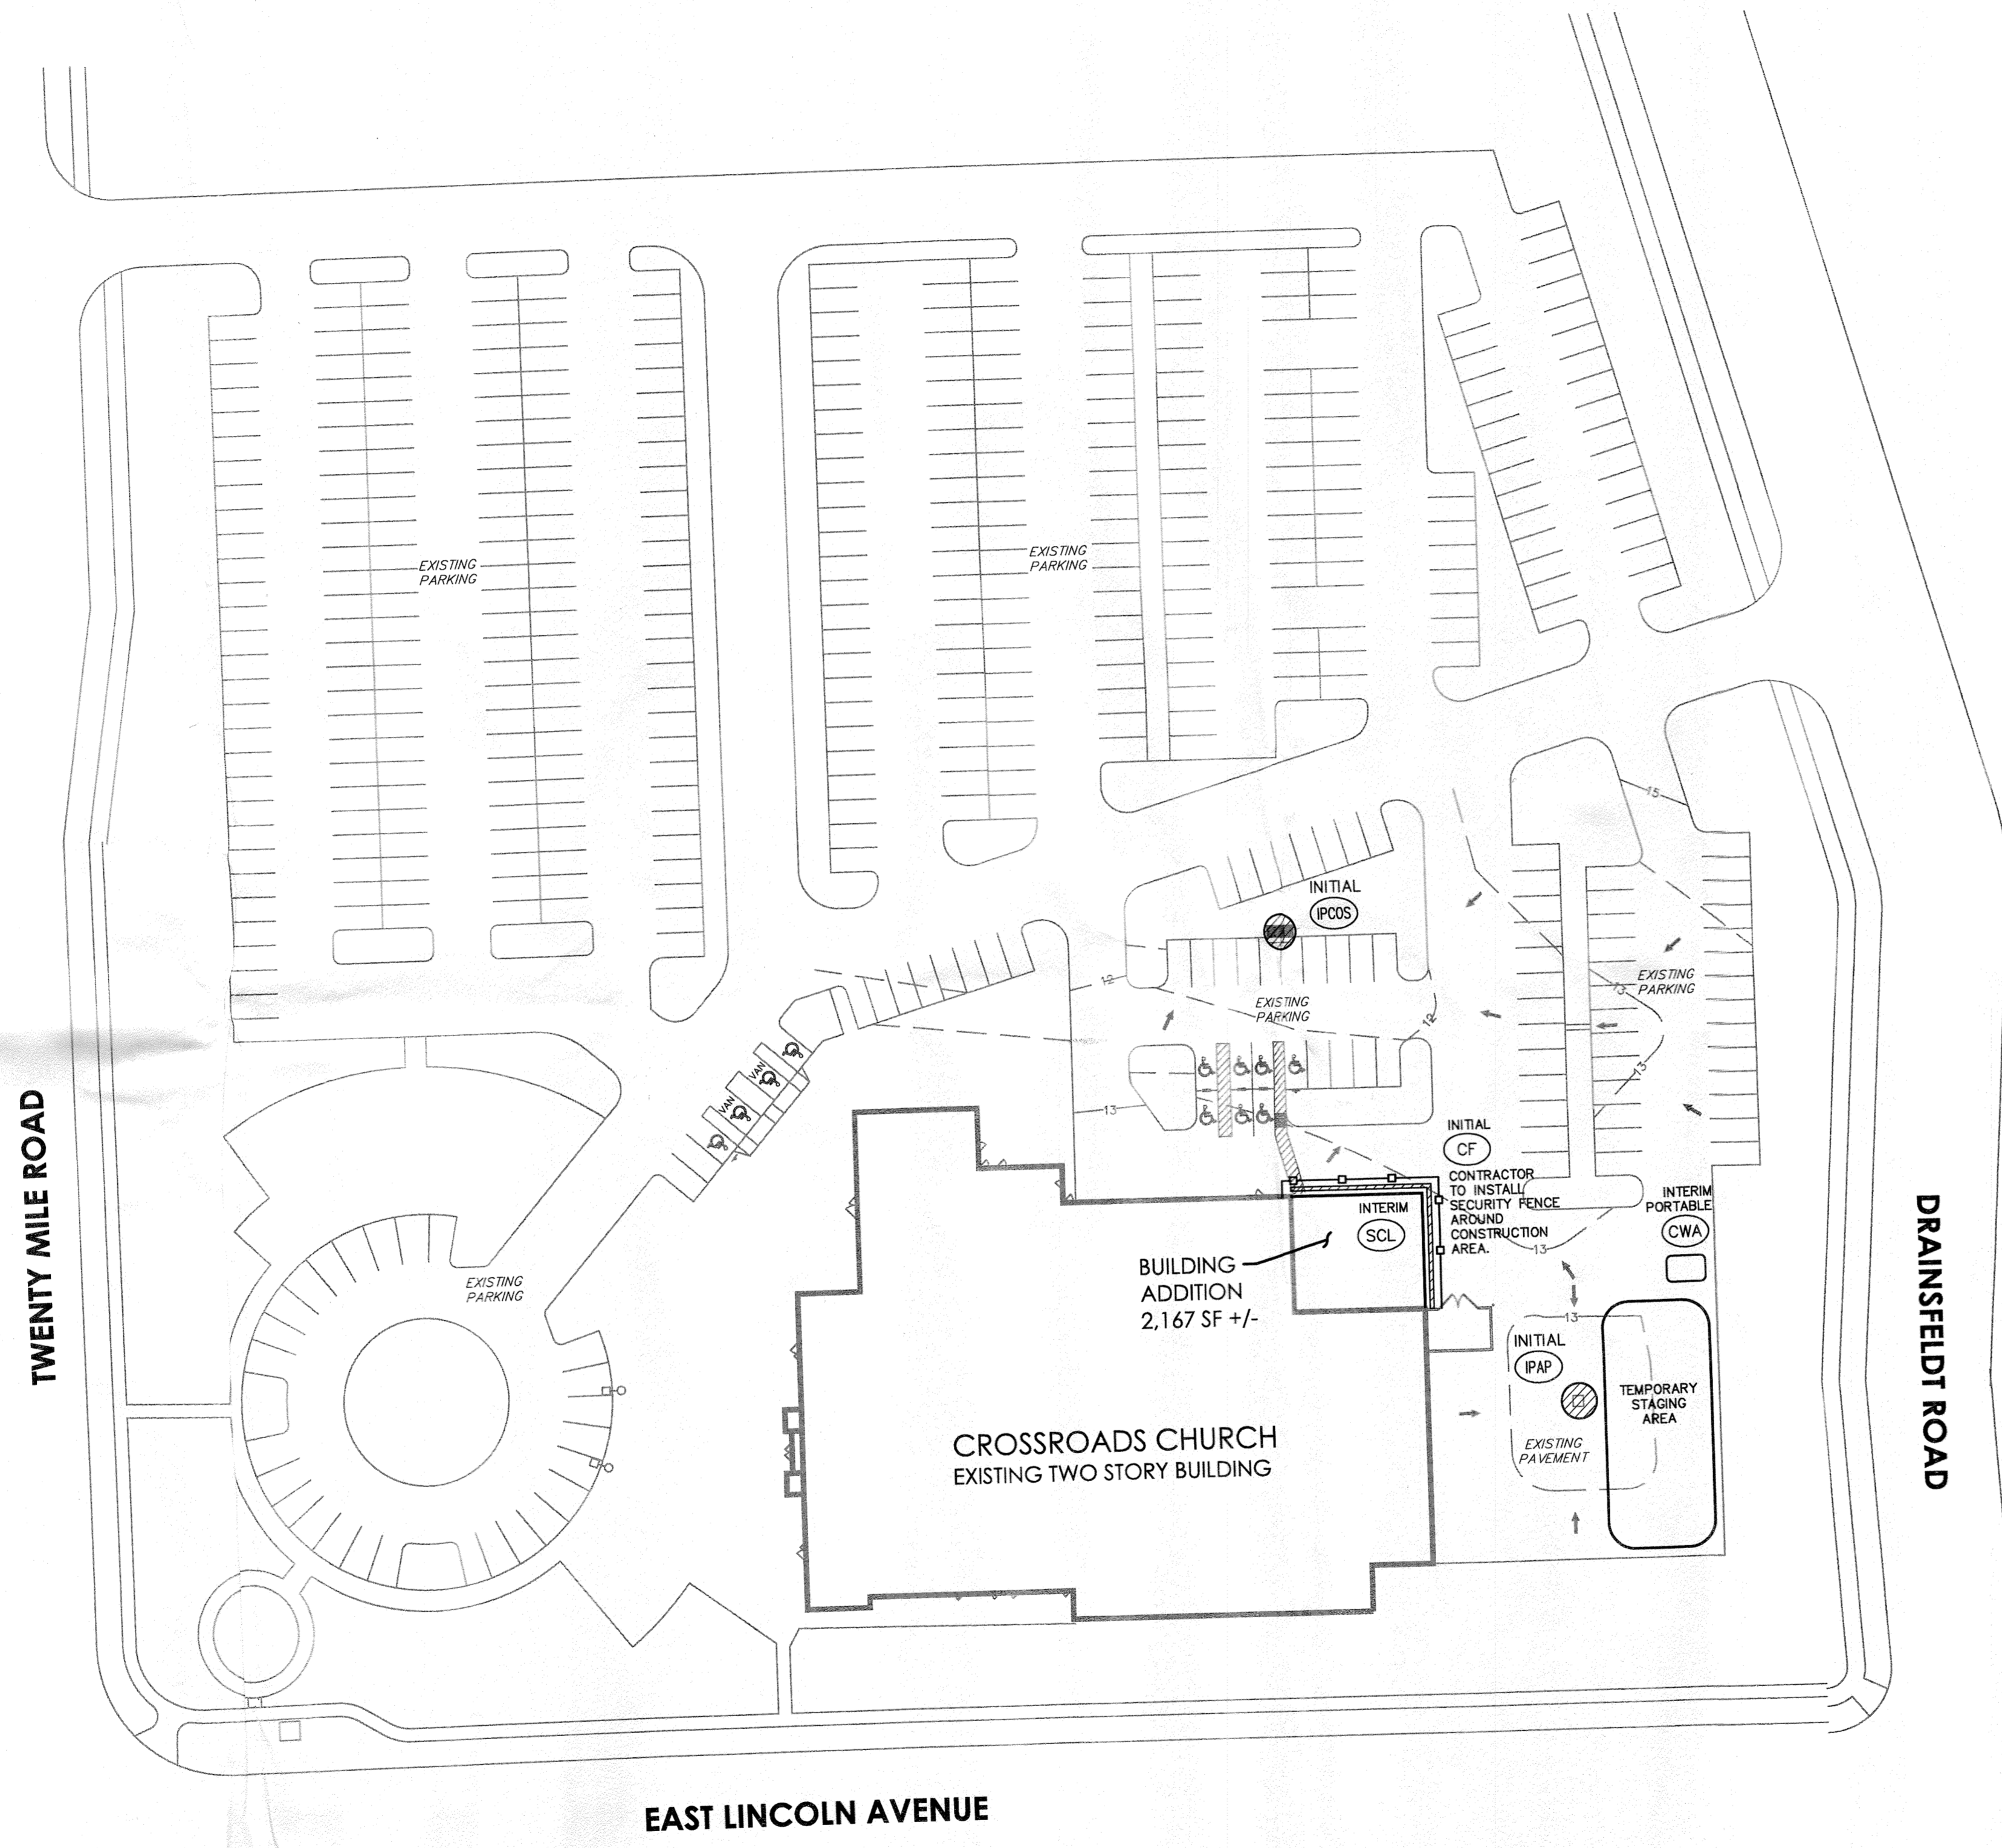 EXISTING
PARKING
EXISTING
PARKING
15
INITIAL
IPCOS
12
EXISTING
PARKING
12
EXISTING
PARKING
13
13
13
VAN
VAN
INITIAL
CF
CONTRACTOR
TO INSTALL
SECURITY FENCE
AROUND
CONSTRUCTION
AREA.
13
INTERIM
PORTABLE
CWA
INTERIM
SCL
BUILDING
ADDITION
2,167 SF +/-
EXISTING
PARKING
13
INITIAL
IPAP
TEMPORARY
STAGING
AREA
EXISTING
PAVEMENT
CROSSROADS CHURCH
EXISTING TWO STORY BUILDING
TWENTY MILE ROAD
DRAINSFELDT ROAD
EAST LINCOLN AVENUE